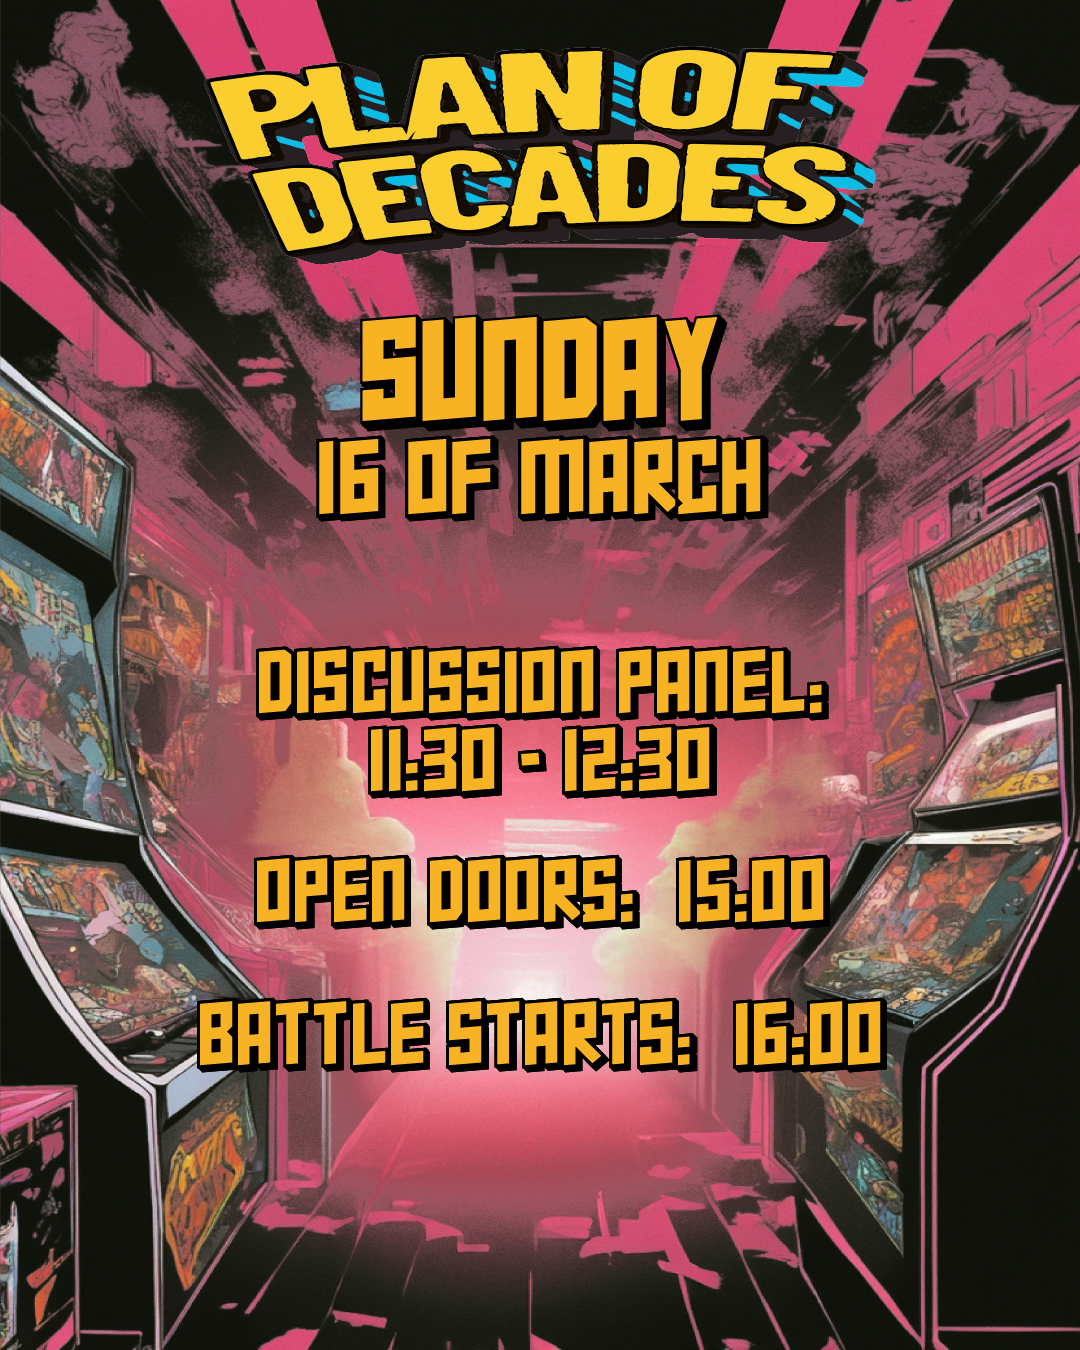 PLAN OF
DECADES
SUNDAY
16 OF MARCH
DISCUSSION PANEL:
11:30 - 12:30
OPEN DOORS: 15:00
BATTLE STARTS: 16:00